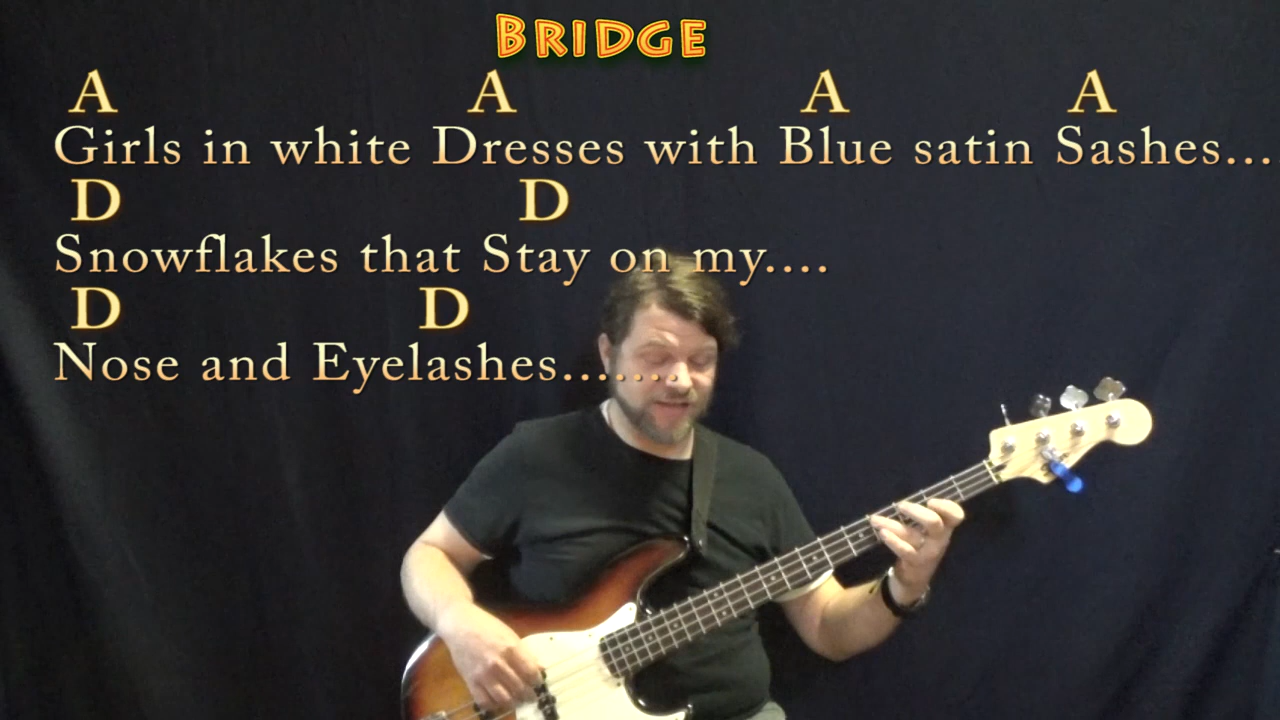 BRIDGE
A A A A
Girls in white Dresses with Blue satin Sashes...
D D
Snowflakes that Stay on my....
D D
Nose and Eyelashes.......